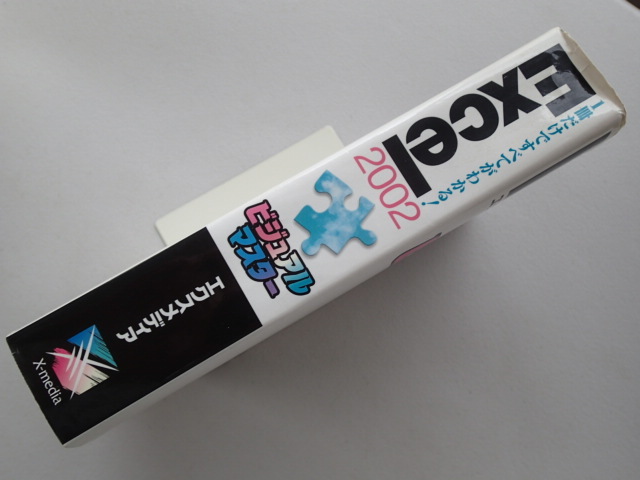 1冊だけですべてがわかる!
Excel
2002
ビジュアル
マスター
エクスメディア
X-media